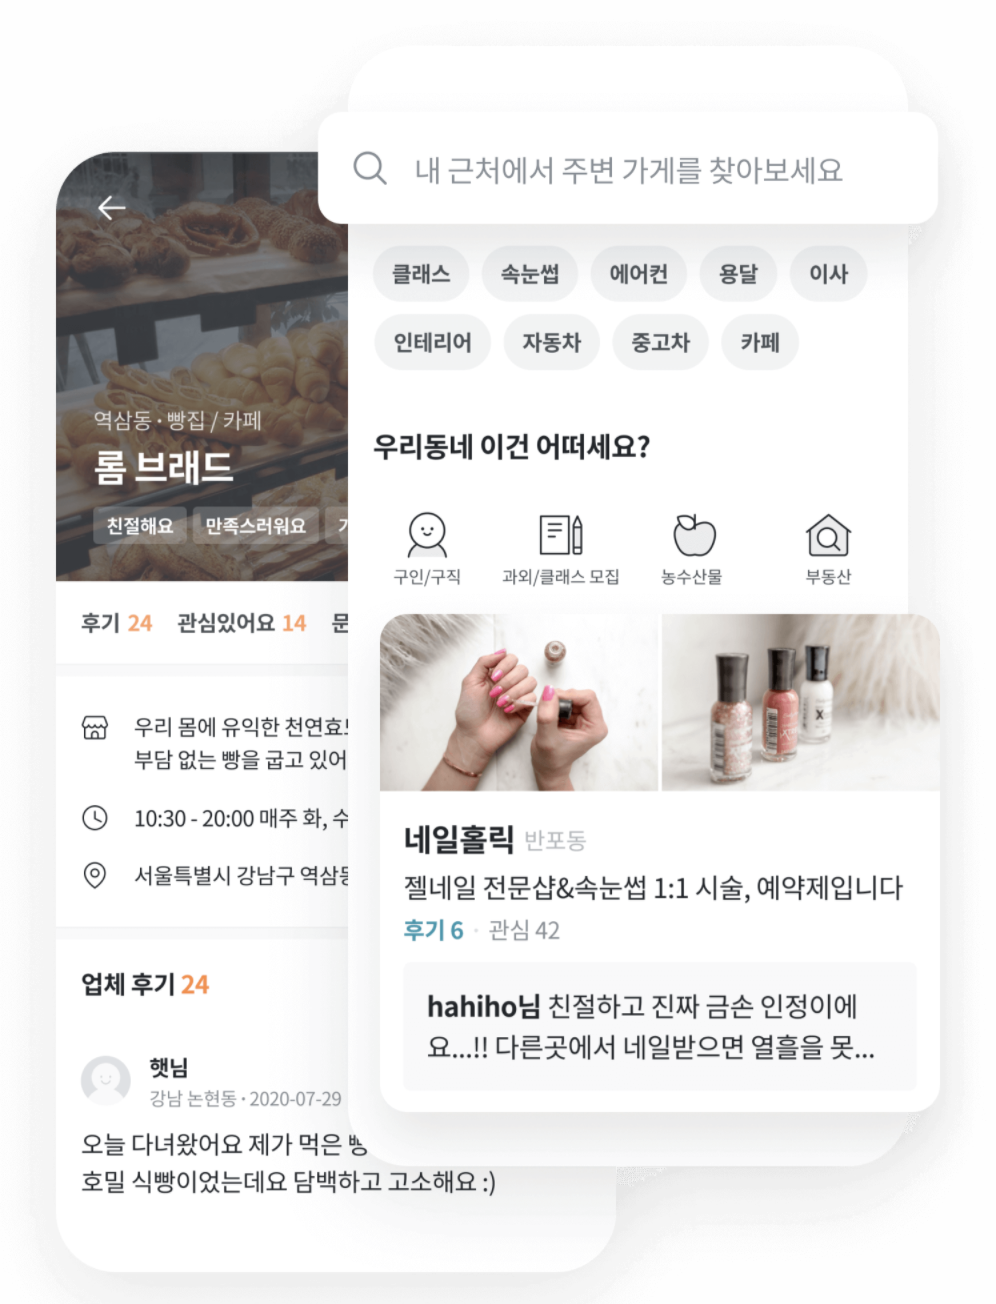 내 근처에서 주변 가게를 찾아보세요
클래스 속눈썹 에어컨 용달 이사
인테리어 자동차 중고차 카페
우리동네 이건 어떠세요?
구인/구직 과외/클래스 모집 농수산물 부동산
네일홀릭 반포동
젤네일 전문샵&속눈썹 1:1 시술, 예약제입니다
후기 6 · 관심 42
hahiho님 친절하고 진짜 금손 인정이에
요...!! 다른곳에서 네일받으면 열흘을 못...
역삼동 · 빵집 / 카페
롬 브래드
친절해요 만족스러워요
후기 24 관심있어요 14 문
우리 몸에 유익한 천연효
부담 없는 빵을 굽고 있어
10:30 - 20:00 매주 화, 수
서울특별시 강남구 역삼동
업체 후기 24
햇님
강남 논현동 · 2020-07-29
오늘 다녀왔어요 제가 먹은 빵
호밀 식빵이었는데요 담백하고 고소해요 :)